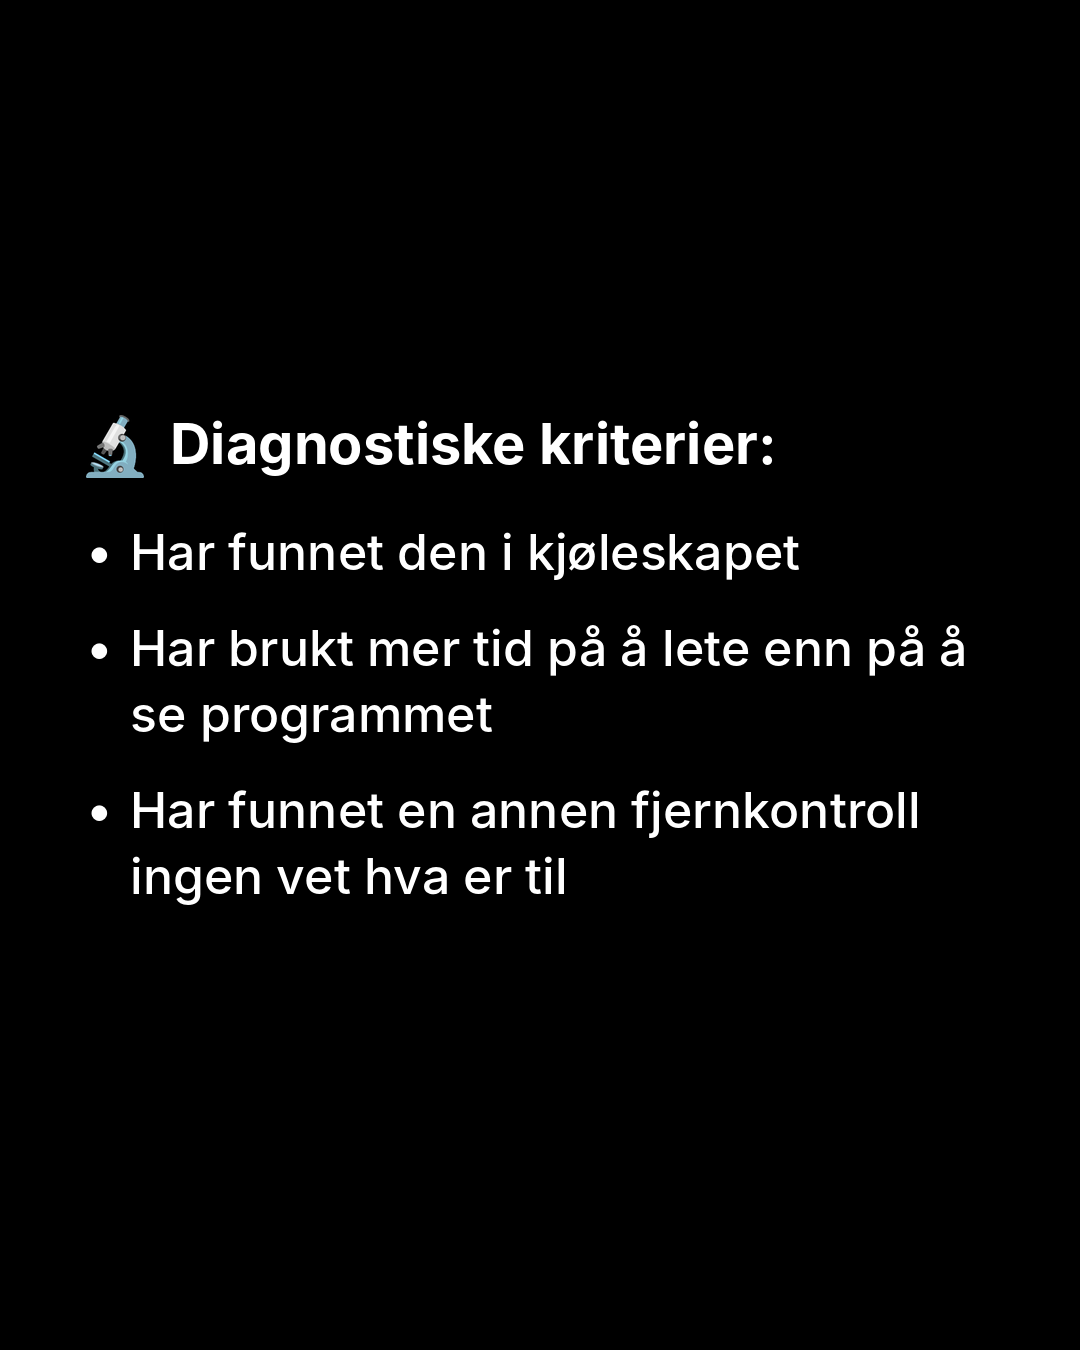 🔬 Diagnostiske kriterier:
• Har funnet den i kjøleskapet
• Har brukt mer tid på å lete enn på å
se programmet
• Har funnet en annen fjernkontroll
ingen vet hva er til